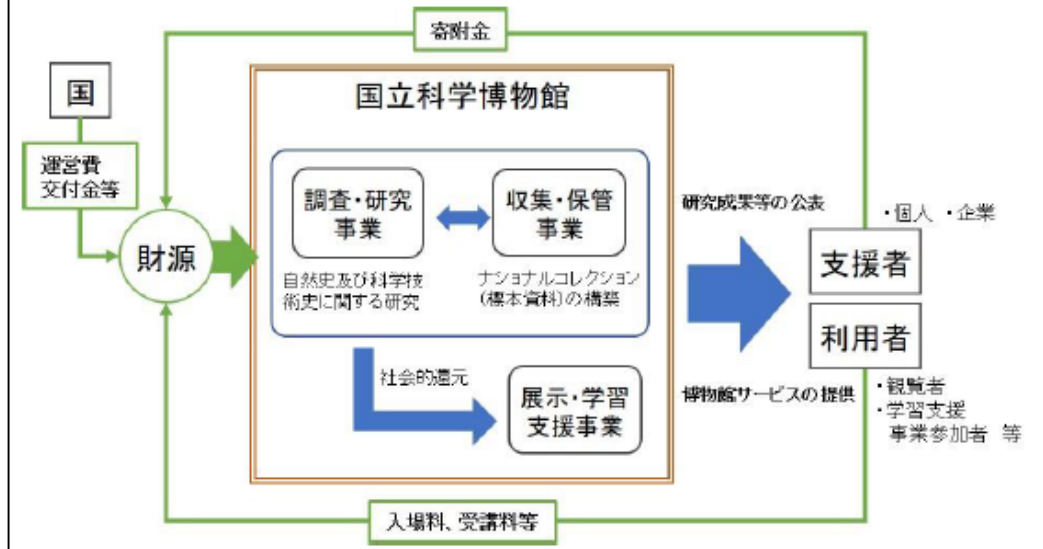 寄附金
国
国立科学博物館
運営費
交付金等
調査・研究
事業
収集・保管
事業
研究成果等の公表
・個人 ・企業
財源
支援者
自然史及び科学技
術史に関する研究
ナショナルコレクション
(標本資料)の構築
利用者
社会的還元
展示・学習
支援事業
博物館サービスの提供
・観覧者
・学習支援
事業参加者 等
入場料、受講料等